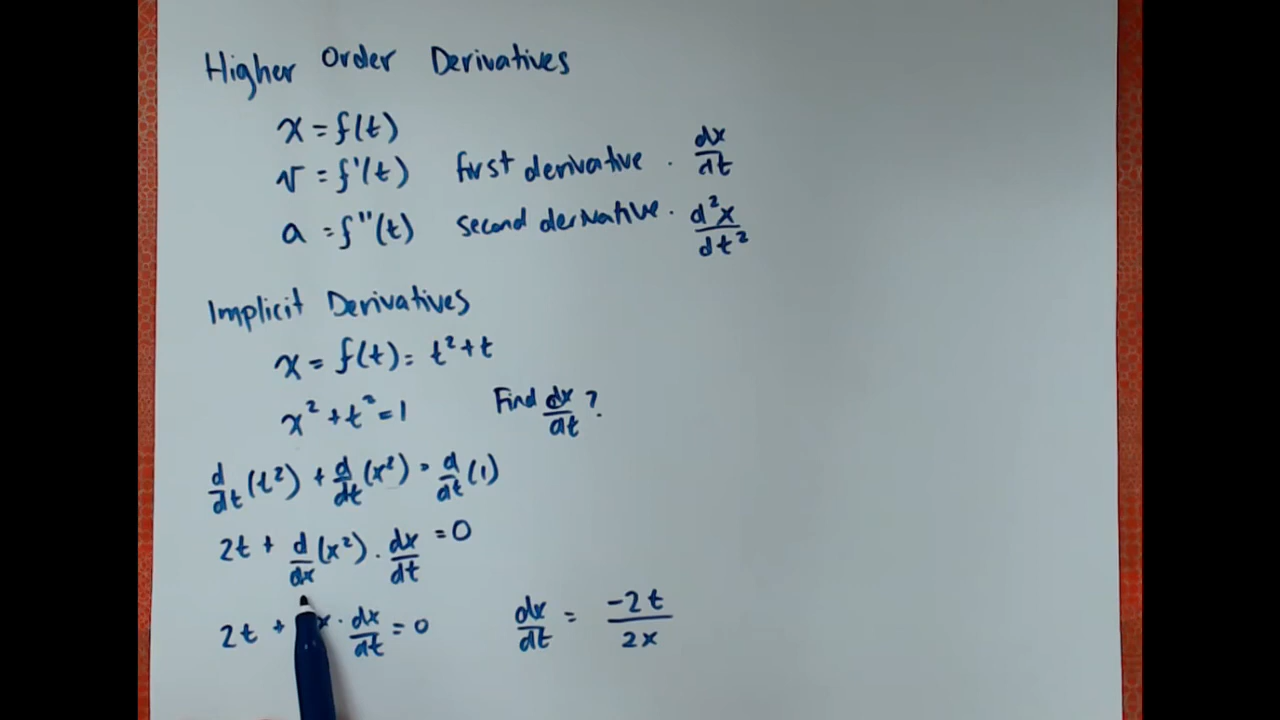 Higher Order Derivatives
x = f(t)
v = f'(t) first derivative . dx/dt
a = f''(t) second derivative . d²x/dt²
Implicit Derivatives
x = f(t) = t² + t
x² + t² = 1 Find dx/dt ?
d/dt (t²) + d/dt (x²) = d/dt (1)
2t + d/dx (x²) . dx/dt = 0
2t + x . dx/dt = 0 dx/dt = -2t/2x